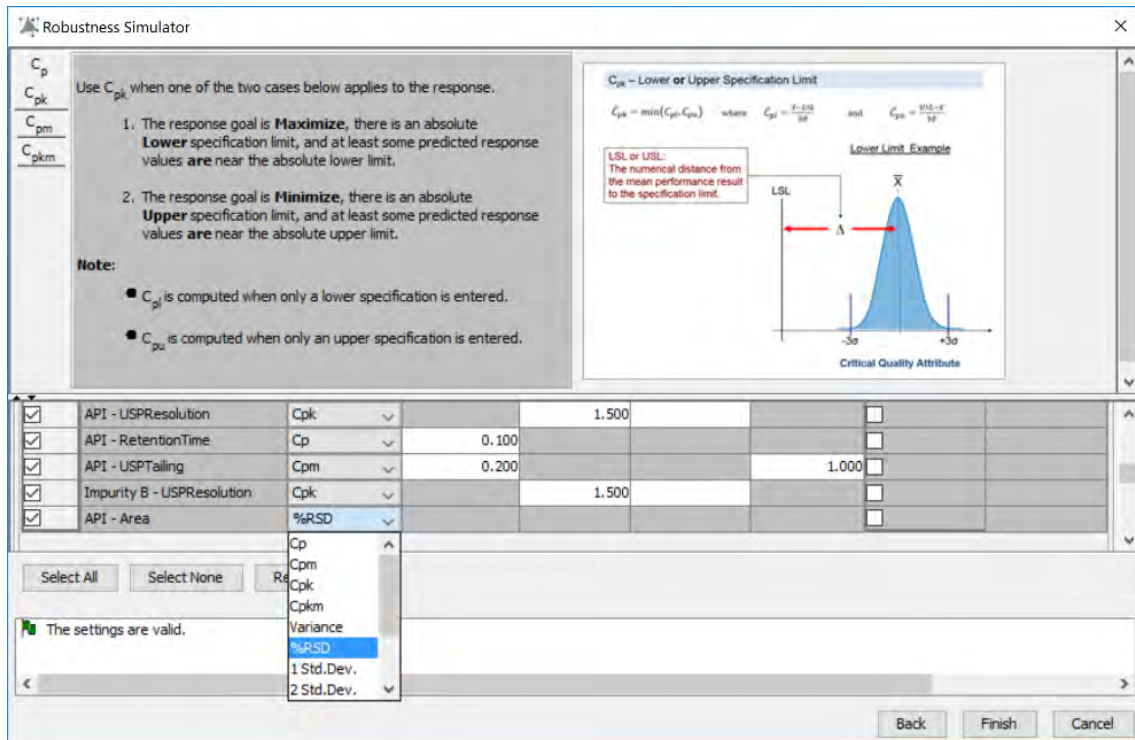 Robustness Simulator
Cp
Cpk
Cpm
Cpkm
Use Cpk when one of the two cases below applies to the response.
1. The response goal is Maximize, there is an absolute
Lower specification limit, and at least some predicted response
values are near the absolute lower limit.
2. The response goal is Minimize, there is an absolute
Upper specification limit, and at least some predicted response
values are near the absolute upper limit.
Note:
Cpl is computed when only a lower specification is entered.
Cpu is computed when only an upper specification is entered.
Cpk – Lower or Upper Specification Limit
Cpk = min(Cpl, Cpu) where Cpl = and Cpu =
Lower Limit Example
LSL or USL:
The numerical distance from
the mean performance result
to the specification limit.
LSL
X̅
Δ
-3σ
+3σ
Critical Quality Attribute
API - USPResolution Cpk 1.500
API - RetentionTime Cp 0.100
API - USPTailing Cpm 0.200 1.000
Impurity B - USPResolution Cpk 1.500
API - Area %RSD
Cp
Cpm
Cpk
Cpkm
Variance
%RSD
1 Std.Dev.
2 Std.Dev.
Select All Select None Re
The settings are valid.
Back Finish Cancel